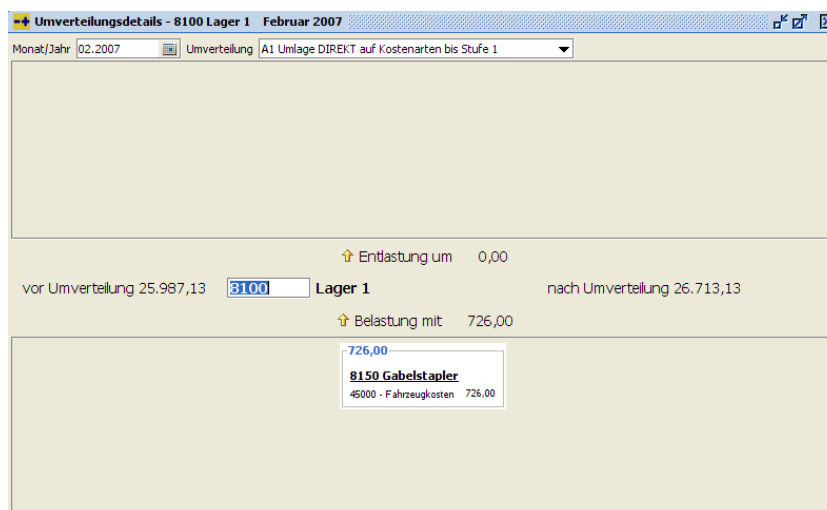 Umverteilungsdetails - 8100 Lager 1 Februar 2007
Monat/Jahr 02.2007 Umverteilung A1 Umlage DIREKT auf Kostenarten bis Stufe 1
Entlastung um 0,00
vor Umverteilung 25.987,13 8100 Lager 1 nach Umverteilung 26.713,13
Belastung mit 726,00
726,00
8150 Gabelstapler
45000 - Fahrzeugkosten 726,00